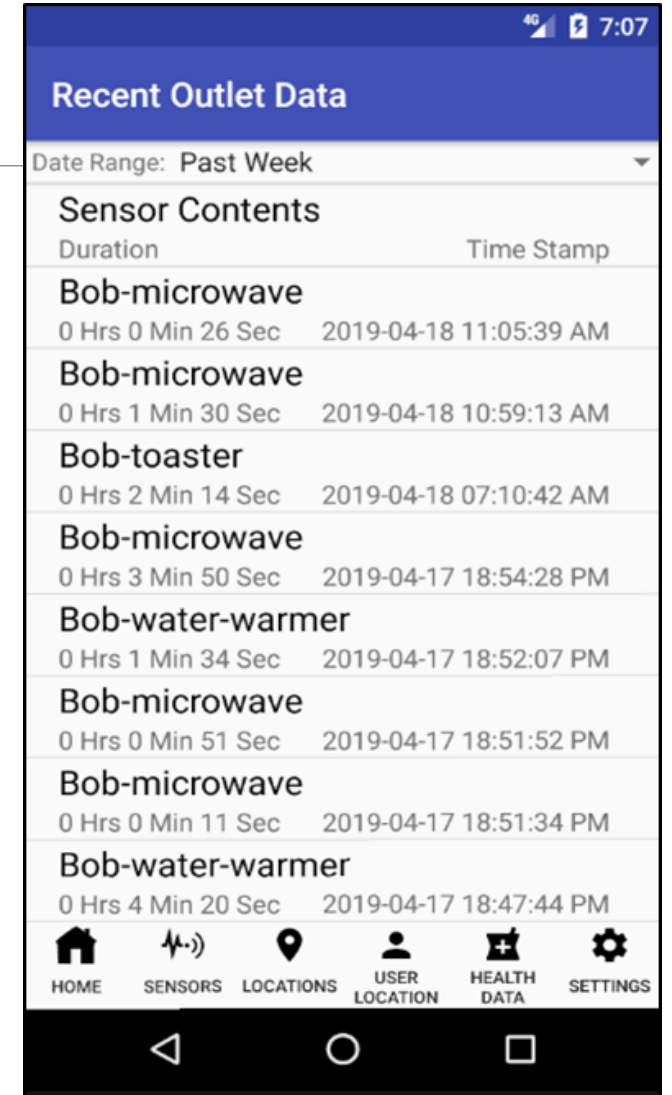 4G 7:07
Recent Outlet Data
Date Range: Past Week
Sensor Contents
Duration Time Stamp
Bob-microwave
0 Hrs 0 Min 26 Sec 2019-04-18 11:05:39 AM
Bob-microwave
0 Hrs 1 Min 30 Sec 2019-04-18 10:59:13 AM
Bob-toaster
0 Hrs 2 Min 14 Sec 2019-04-18 07:10:42 AM
Bob-microwave
0 Hrs 3 Min 50 Sec 2019-04-17 18:54:28 PM
Bob-water-warmer
0 Hrs 1 Min 34 Sec 2019-04-17 18:52:07 PM
Bob-microwave
0 Hrs 0 Min 51 Sec 2019-04-17 18:51:52 PM
Bob-microwave
0 Hrs 0 Min 11 Sec 2019-04-17 18:51:34 PM
Bob-water-warmer
0 Hrs 4 Min 20 Sec 2019-04-17 18:47:44 PM
HOME SENSORS LOCATIONS USER LOCATION HEALTH DATA SETTINGS